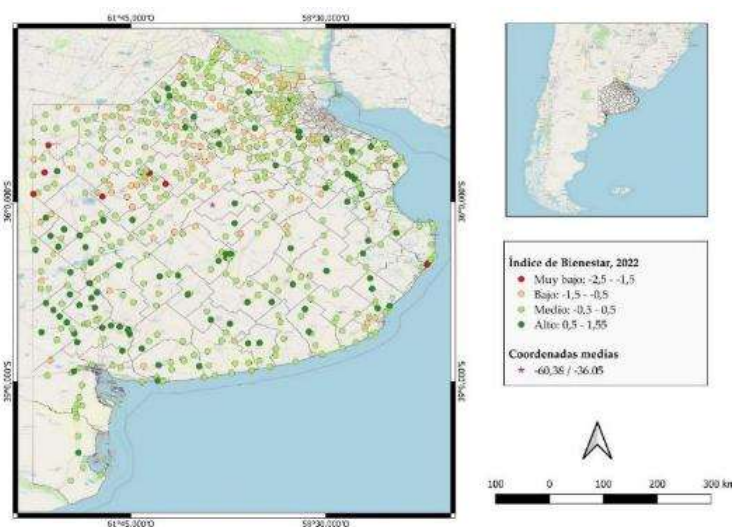 61°45,000'O 58°30,000'O
36°0,000'S 36°0,000'S
39°0,000'S 39°0,000'S
61°45,000'O 58°30,000'O
Índice de Bienestar, 2022
Muy bajo: -2,5 - -1,5
Bajo: -1,5 - -0,5
Medio: -0,5 - 0,5
Alto: 0,5 - 1,55
Coordenadas medias
-60,38 / -36.05
100 0 100 200 300 km